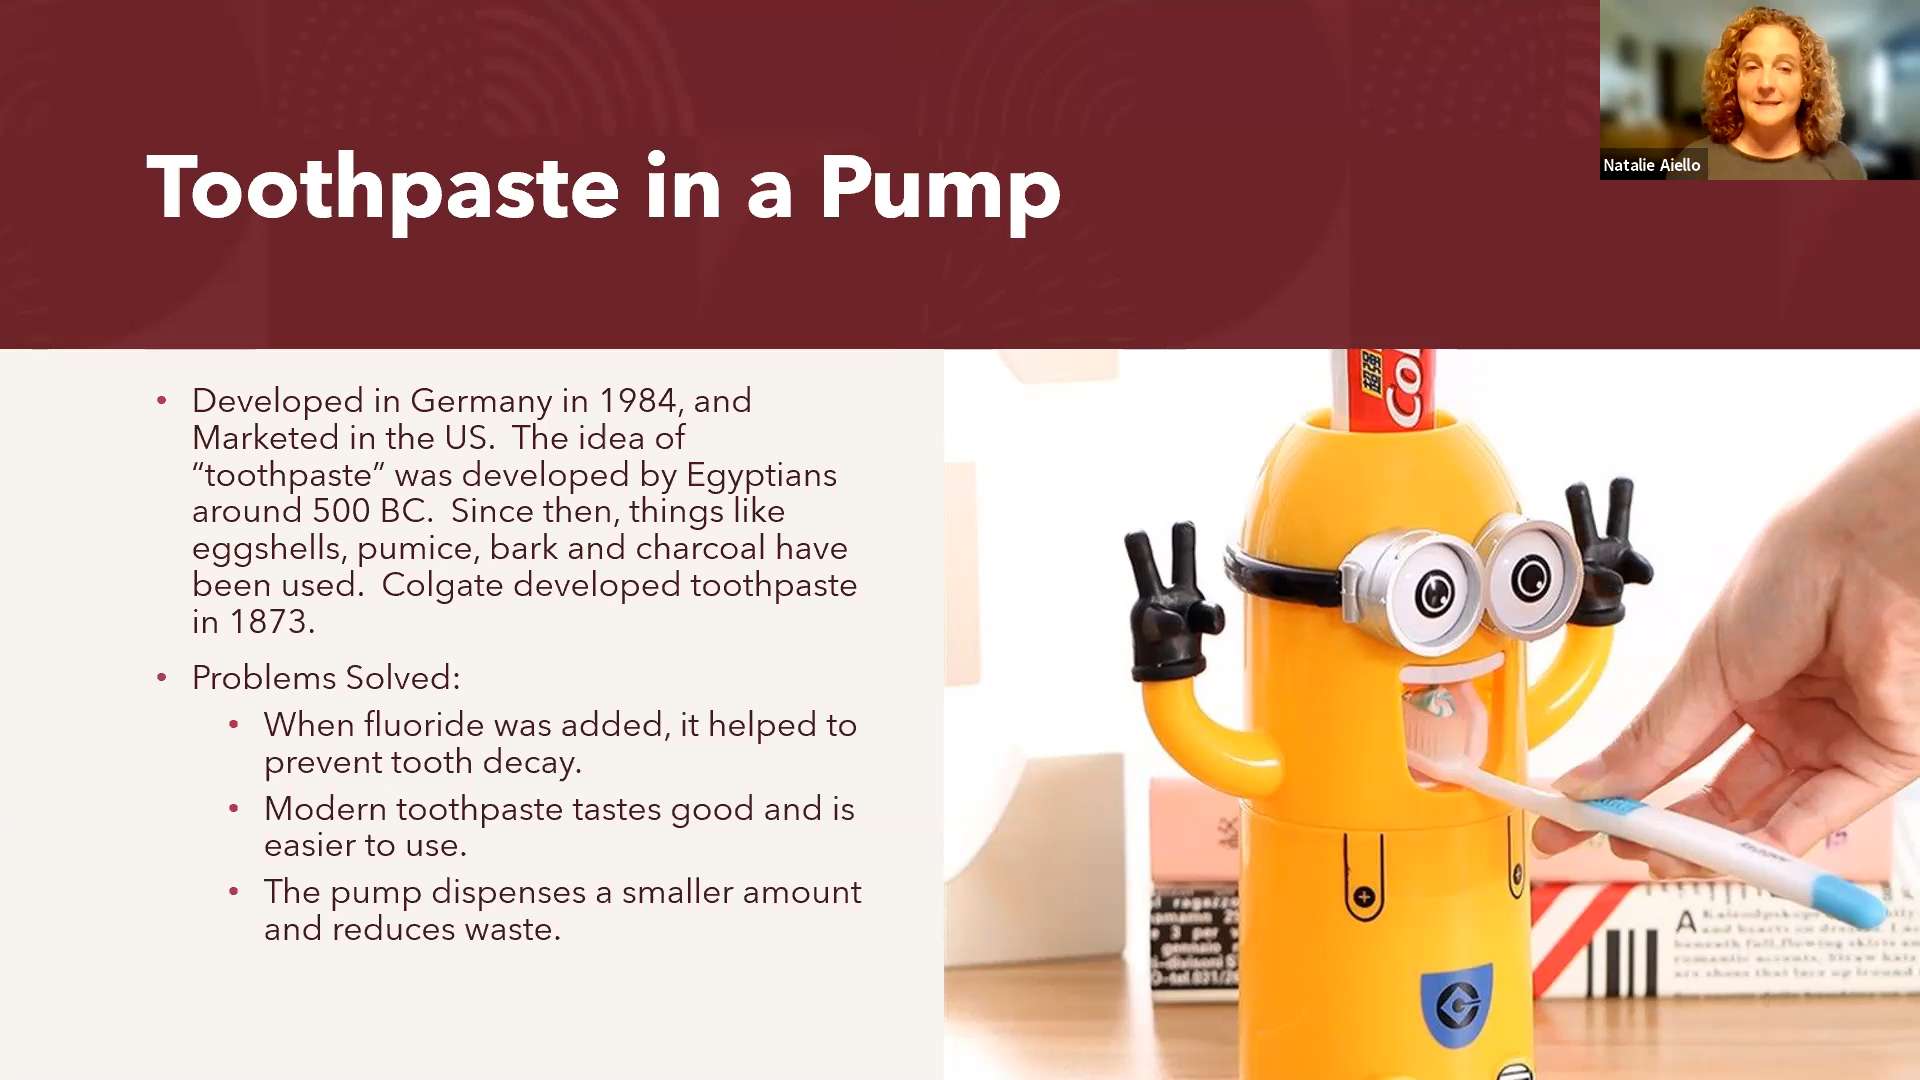 Toothpaste in a Pump
Natalie Aiello
• Developed in Germany in 1984, and
Marketed in the US.  The idea of
“toothpaste” was developed by Egyptians
around 500 BC.  Since then, things like
eggshells, pumice, bark and charcoal have
been used.  Colgate developed toothpaste
in 1873.
• Problems Solved:
• When fluoride was added, it helped to
prevent tooth decay.
• Modern toothpaste tastes good and is
easier to use.
• The pump dispenses a smaller amount
and reduces waste.
Co
A